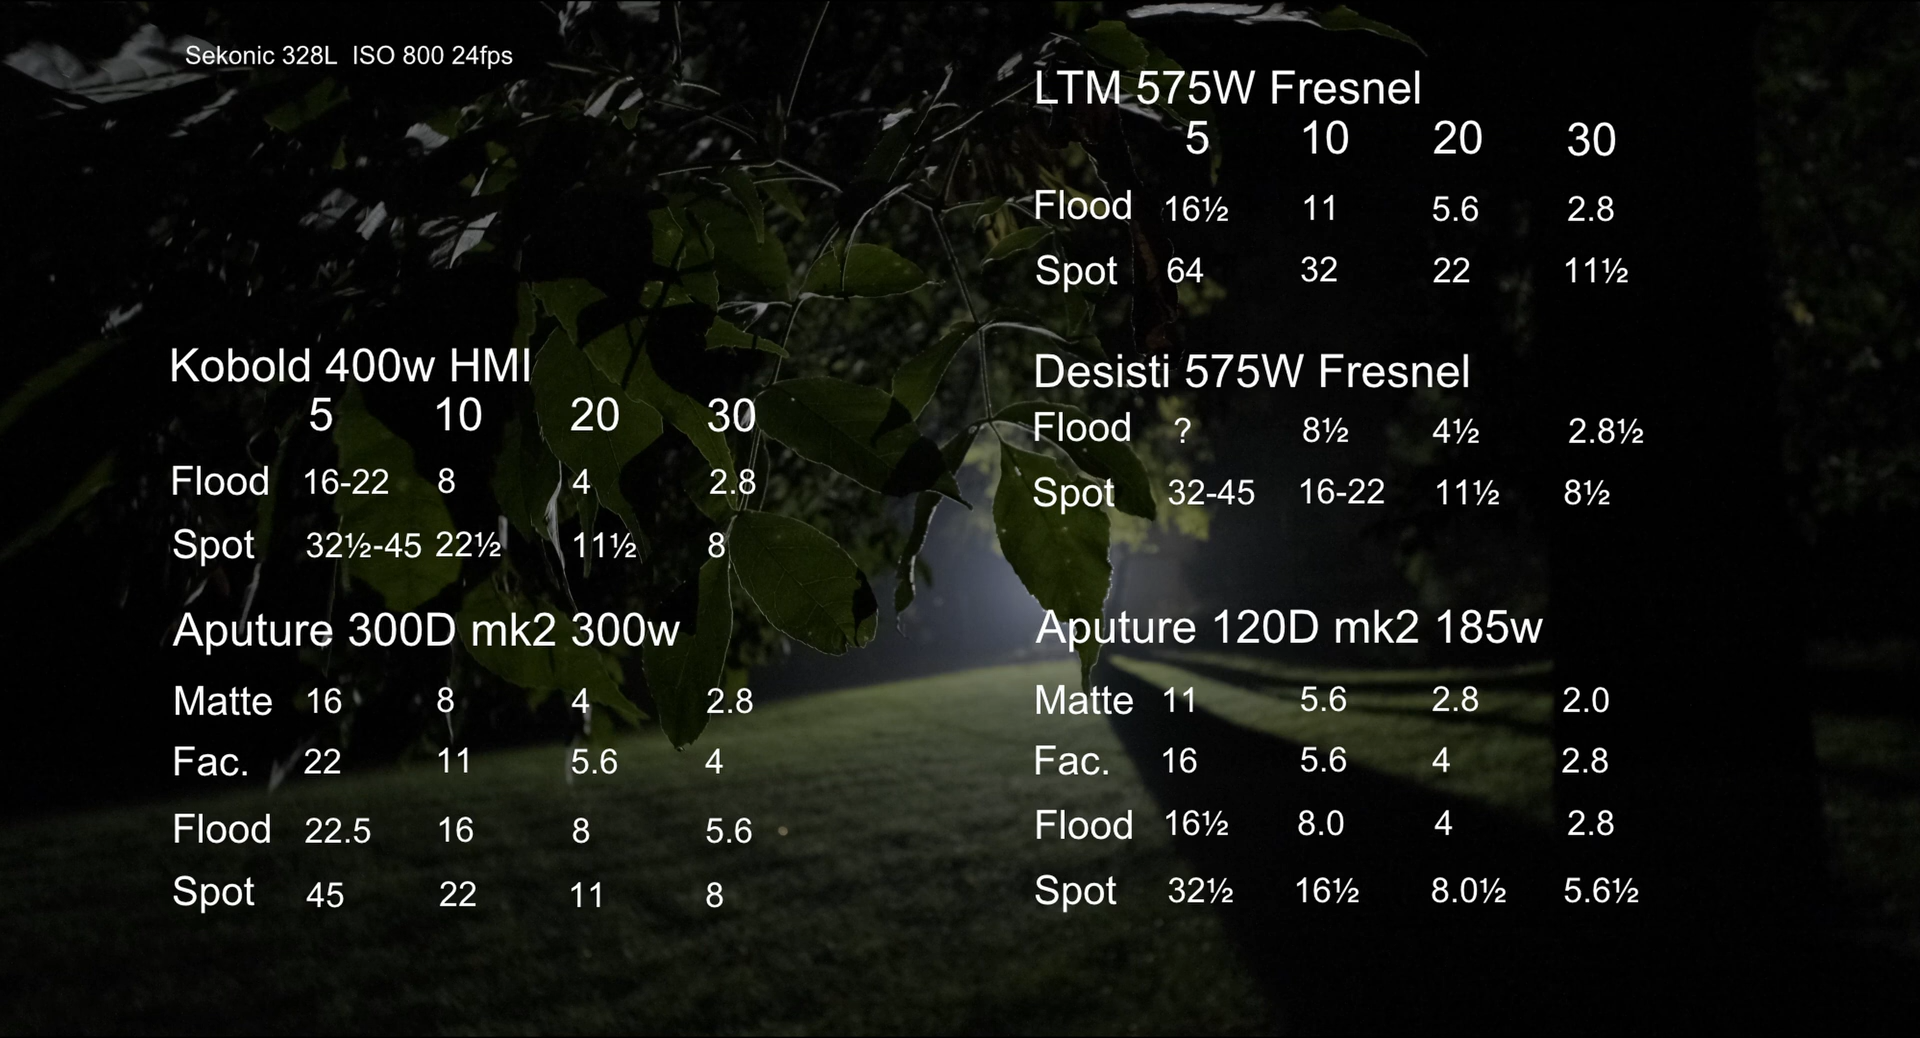 Sekonic 328L  ISO 800 24fps
LTM 575W Fresnel
5 10 20 30
Flood 16½ 11 5.6 2.8
Spot 64 32 22 11½
Kobold 400w HMI
5 10 20 30
Flood 16-22 8 4 2.8
Spot 32½-45 22½ 11½ 8
Desisti 575W Fresnel
Flood ? 8½ 4½ 2.8½
Spot 32-45 16-22 11½ 8½
Aputure 300D mk2 300w
Matte 16 8 4 2.8
Fac. 22 11 5.6 4
Flood 22.5 16 8 5.6
Spot 45 22 11 8
Aputure 120D mk2 185w
Matte 11 5.6 2.8 2.0
Fac. 16 5.6 4 2.8
Flood 16½ 8.0 4 2.8
Spot 32½ 16½ 8.0½ 5.6½